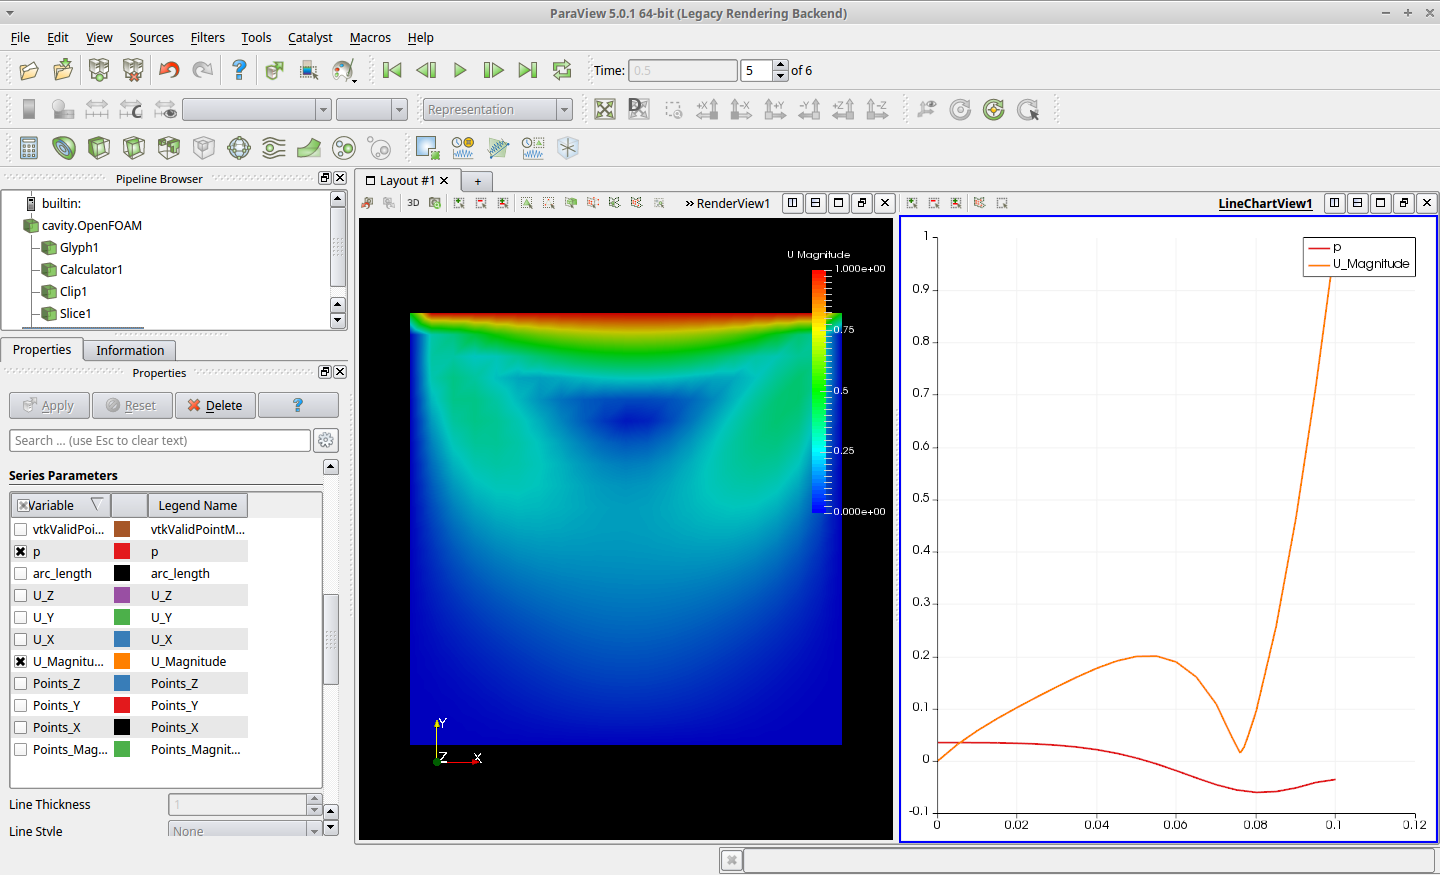 ParaView 5.0.1 64-bit (Legacy Rendering Backend)
File Edit View Sources Filters Tools Catalyst Macros Help
Time: 0.5 5 of 6
Representation
+X -X +Y -Y +Z -Z
Pipeline Browser
builtin:
cavity.OpenFOAM
Glyph1
Calculator1
Clip1
Slice1
Properties Information
Properties
Apply Reset Delete ?
Search ... (use Esc to clear text)
Series Parameters
Variable Legend Name
vtkValidPoi... vtkValidPointM...
p p
arc_length arc_length
U_Z U_Z
U_Y U_Y
U_X U_X
U_Magnitu... U_Magnitude
Points_Z Points_Z
Points_Y Points_Y
Points_X Points_X
Points_Mag... Points_Magnit...
Line Thickness 1
Line Style None
Layout #1 +
3D » RenderView1
U Magnitude
1.000e+00
0.75
0.5
0.25
0.000e+00
Y
Z X
LineChartView1
p
U_Magnitude
1
0.9
0.8
0.7
0.6
0.5
0.4
0.3
0.2
0.1
0
-0.1
0 0.02 0.04 0.06 0.08 0.1 0.12